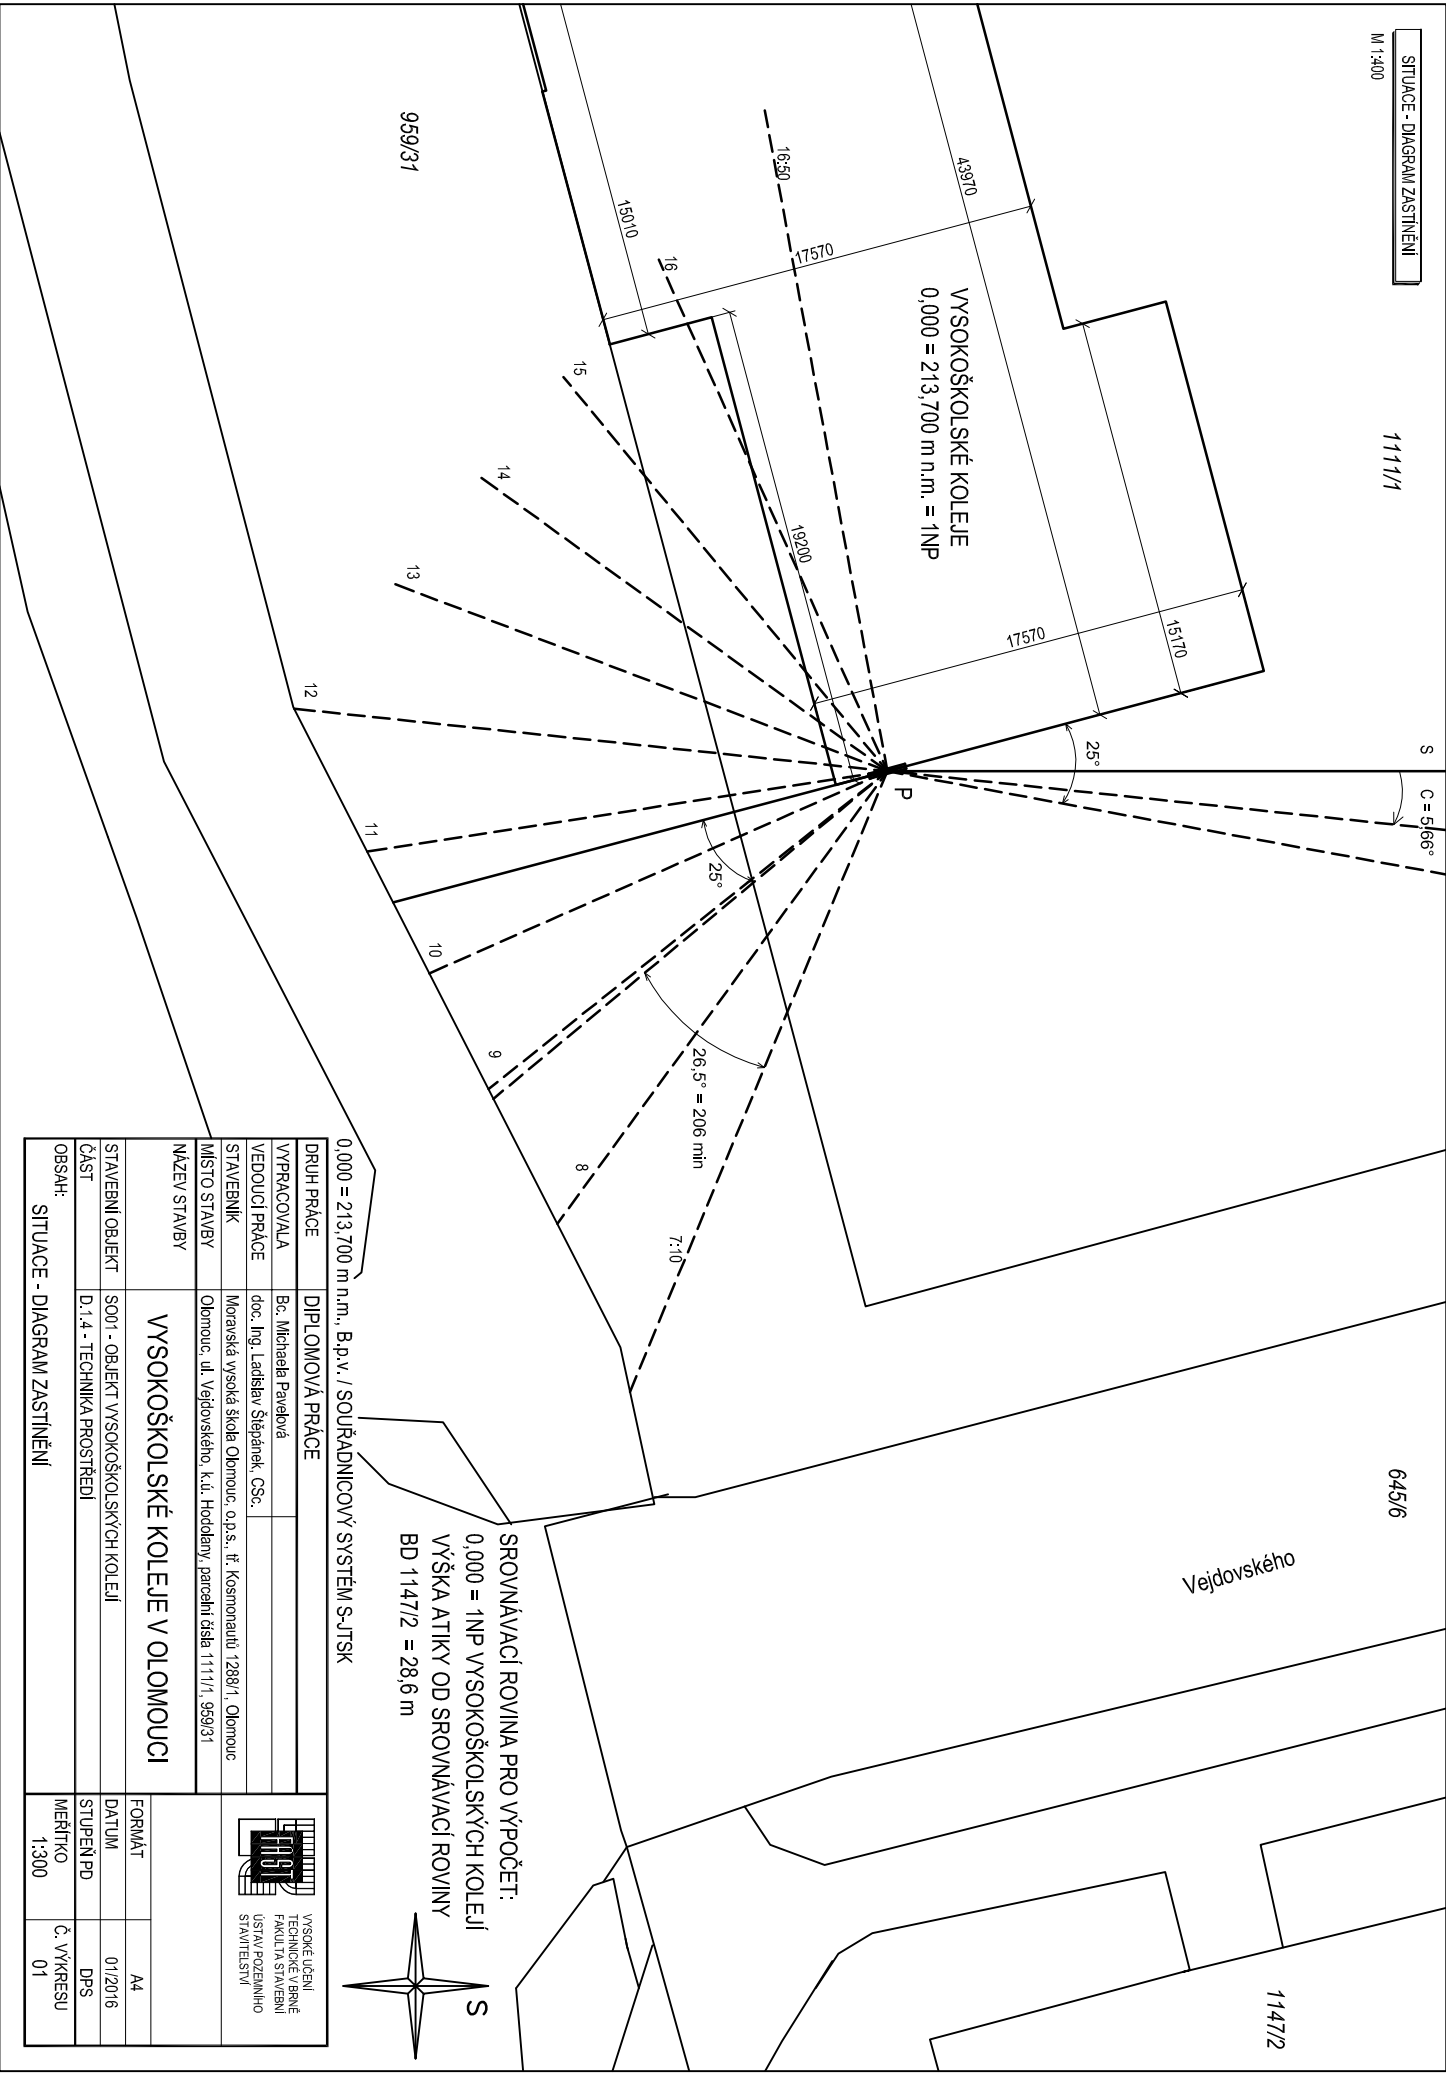 SITUACE - DIAGRAM ZASTÍNĚNÍ
M 1:400
1111/1
S
C = 5,66°
645/6
1147/2
Vejdovského
43970
17570
15010
15170
17570
19200
VYSOKOŠKOLSKÉ KOLEJE
0,000 = 213,700 m n.m. = 1NP
25°
P
25°
26,5° = 206 min
16:50
16
15
14
13
12
11
10
9
8
7:10
959/31
SROVNÁVACÍ ROVINA PRO VÝPOČET:
0,000 = 1NP VYSOKOŠKOLSKÝCH KOLEJÍ
VÝŠKA ATIKY OD SROVNÁVACÍ ROVINY
BD 1147/2 = 28,6 m
S
0,000 = 213,700 m n.m., B.p.v. / SOUŘADNICOVÝ SYSTÉM S-JTSK
DRUH PRÁCE DIPLOMOVÁ PRÁCE
VYPRACOVALA Bc. Michaela Pavelová
VEDOUCÍ PRÁCE doc. Ing. Ladislav Štěpánek, CSc.
STAVEBNÍK Moravská vysoká škola Olomouc, o.p.s., tř. Kosmonautů 1288/1, Olomouc
MÍSTO STAVBY Olomouc, ul. Vejdovského, k.ú. Hodolany, parcelní čísla 1111/1, 959/31
NÁZEV STAVBY
VYSOKOŠKOLSKÉ KOLEJE V OLOMOUCI
STAVEBNÍ OBJEKT SO01 - OBJEKT VYSOKOŠKOLSKÝCH KOLEJÍ
ČÁST D.1.4 - TECHNIKA PROSTŘEDÍ
OBSAH:
SITUACE - DIAGRAM ZASTÍNĚNÍ
FAST
VYSOKÉ UČENÍ
TECHNICKÉ V BRNĚ
FAKULTA STAVEBNÍ
ÚSTAV POZEMNÍHO
STAVITELSTVÍ
FORMÁT A4
DATUM 01/2016
STUPEŇ PD DPS
MĚŘÍTKO Č. VÝKRESU
1:300 01